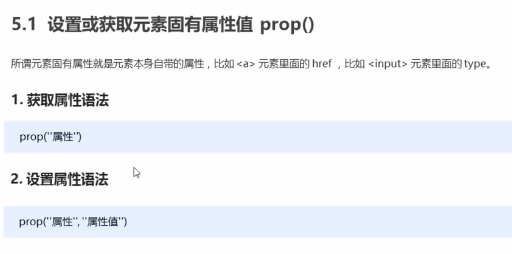 5.1 设置或获取元素固有属性值 prop()
所谓元素固有属性就是元素本身自带的属性，比如 <a> 元素里面的 href ，比如 <input> 元素里面的 type。
1. 获取属性语法
prop("属性")
2. 设置属性语法
prop("属性", "属性值")